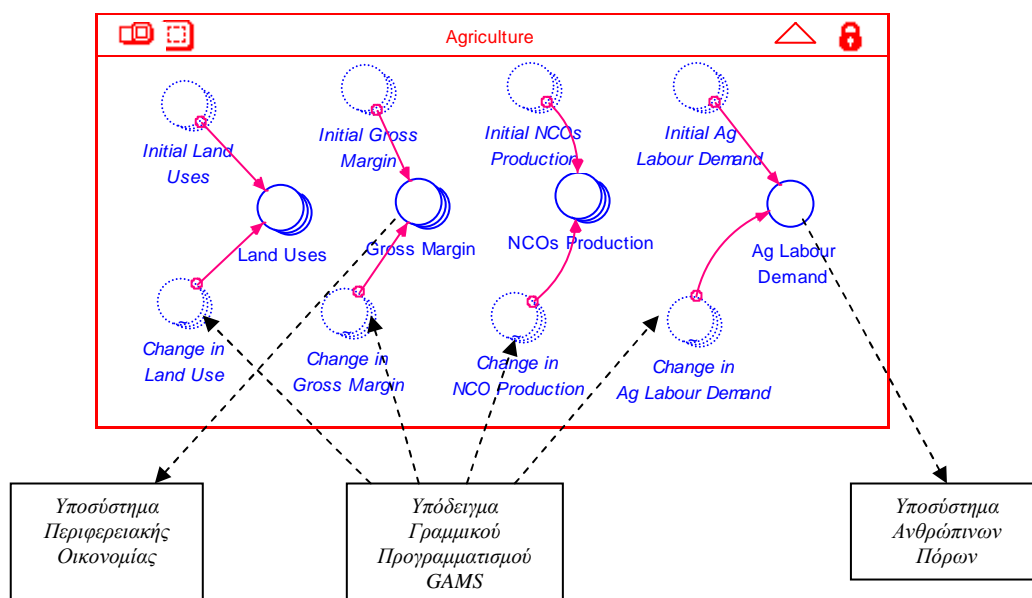 Agriculture
Initial Land
Uses
Initial Gross
Margin
Initial NCOs
Production
Initial Ag
Labour Demand
Land Uses
Gross Margin
NCOs Production
Ag Labour
Demand
Change in
Land Use
Change in
Gross Margin
Change in
NCO Production
Change in
Ag Labour Demand
Υποσύστημα
Περιφερειακής
Οικονομίας
Υπόδειγμα
Γραμμικού
Προγραμματισμού
GAMS
Υποσύστημα
Ανθρώπινων
Πόρων